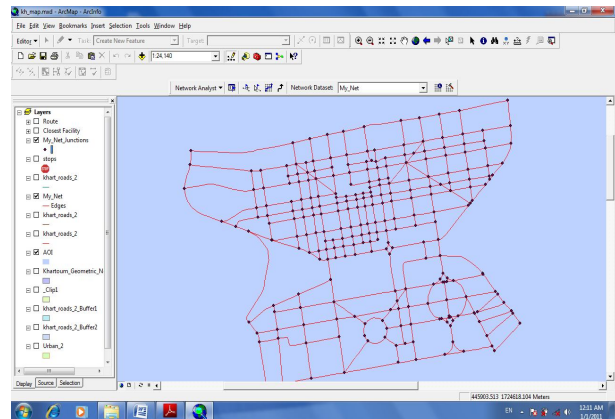 kh_map.mxd - ArcMap - ArcInfo
File Edit View Bookmarks Insert Selection Tools Window Help
Editor Task: Create New Feature Target:
1:24,140
Network Analyst Network Dataset: My_Net
Layers
Route
Closest Facility
My_Net_Junctions
stops
khart_roads_2
My_Net
Edges
khart_roads_2
khart_roads_2
AOI
Khartoum_Geometric_N
_Clip1
khart_roads_2_Buffer1
khart_roads_2_Buffer2
Urban_2
Display Source Selection
445903.513 1724618.104 Meters
EN 12:11 AM
1/1/2011